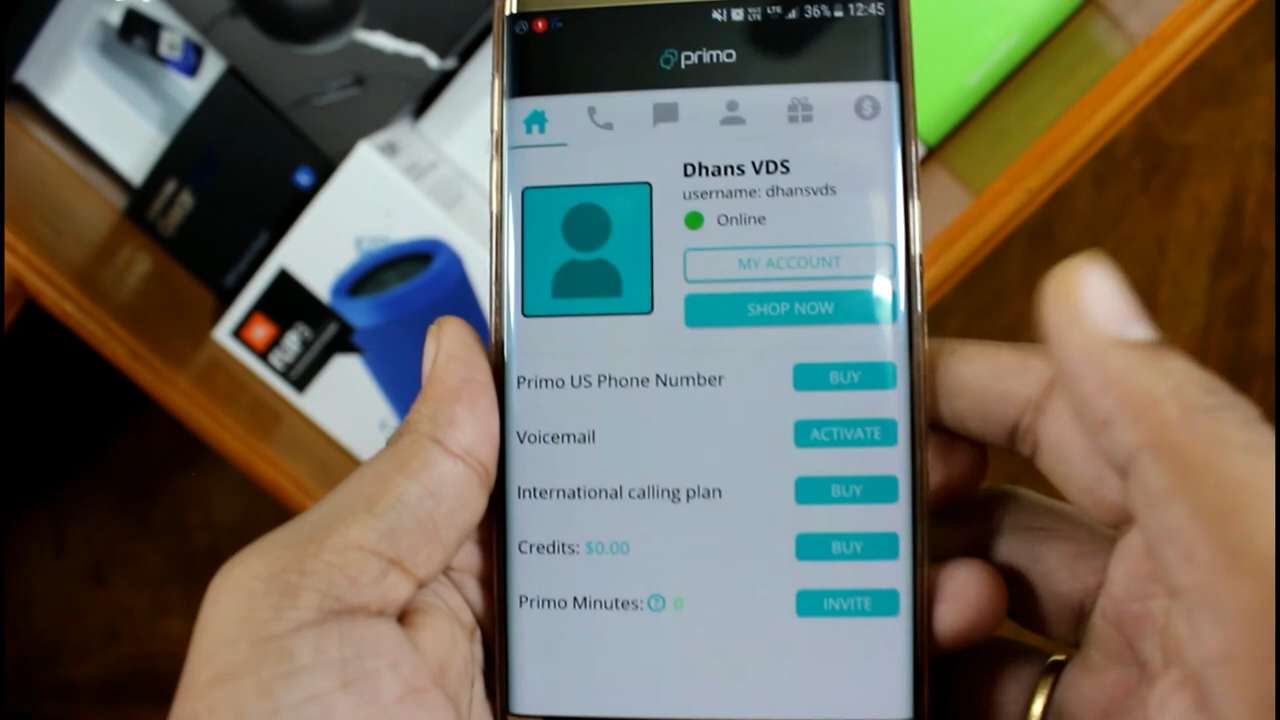 36% 12:45
primo
Dhans VDS
username: dhansvds
Online
MY ACCOUNT
SHOP NOW
Primo US Phone Number
BUY
Voicemail
ACTIVATE
International calling plan
BUY
Credits: $0.00
BUY
Primo Minutes: ? 0
INVITE
JBL